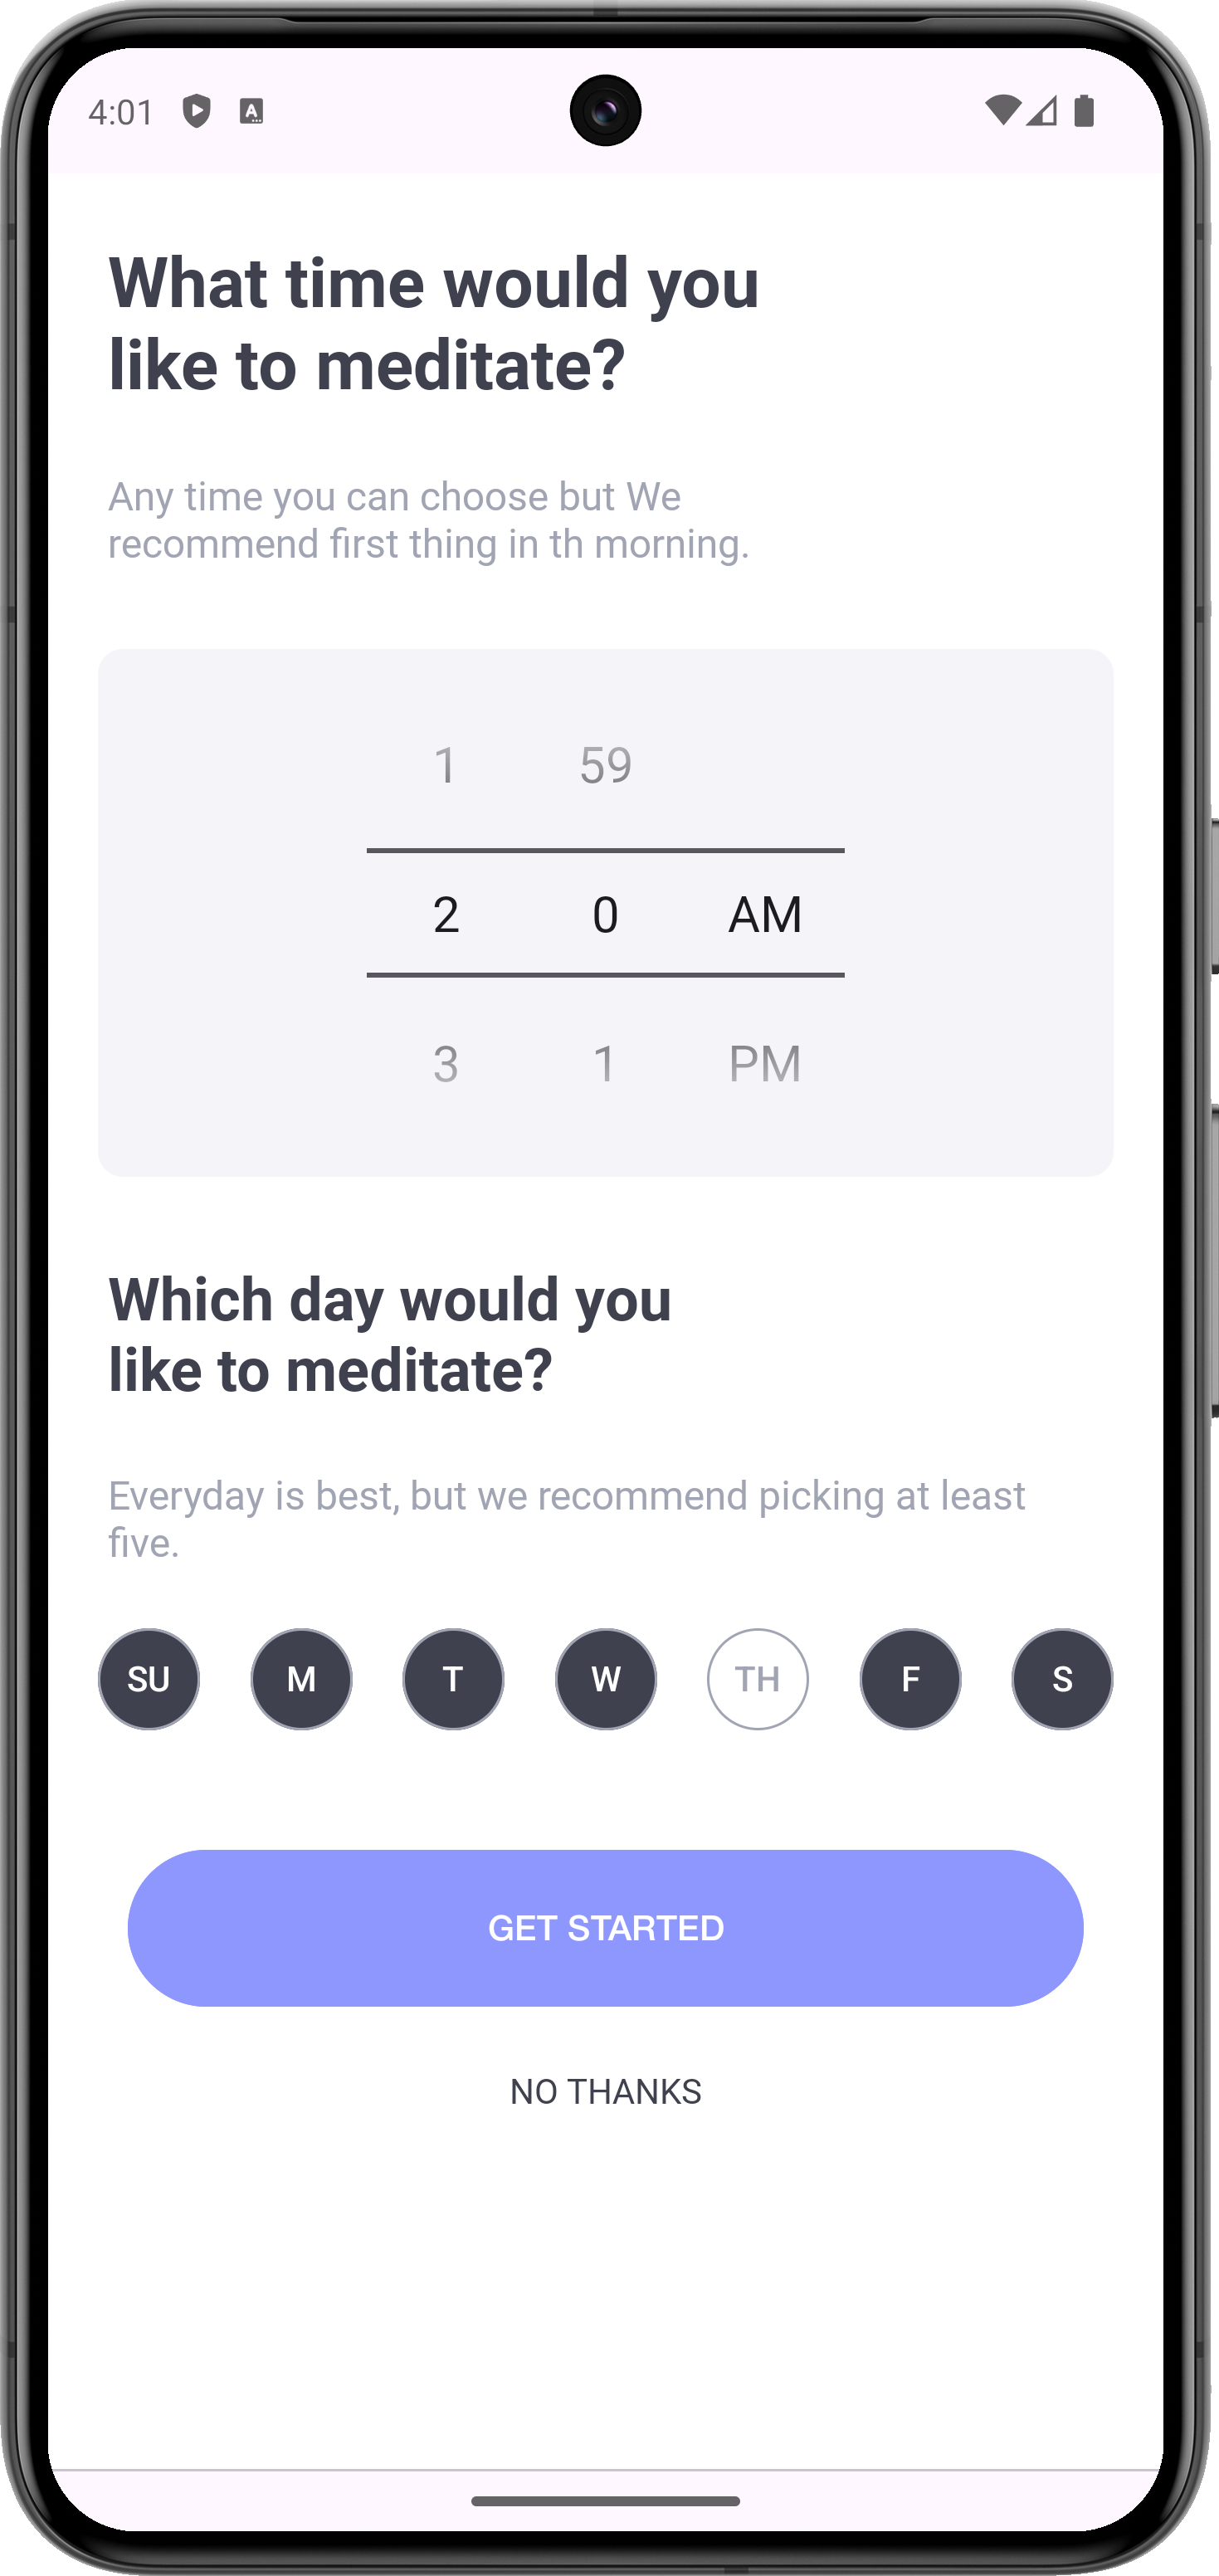 4:01
What time would you
like to meditate?
Any time you can choose but We
recommend first thing in th morning.
1 59
2 0 AM
3 1 PM
Which day would you
like to meditate?
Everyday is best, but we recommend picking at least
five.
SU M T W TH F S
GET STARTED
NO THANKS